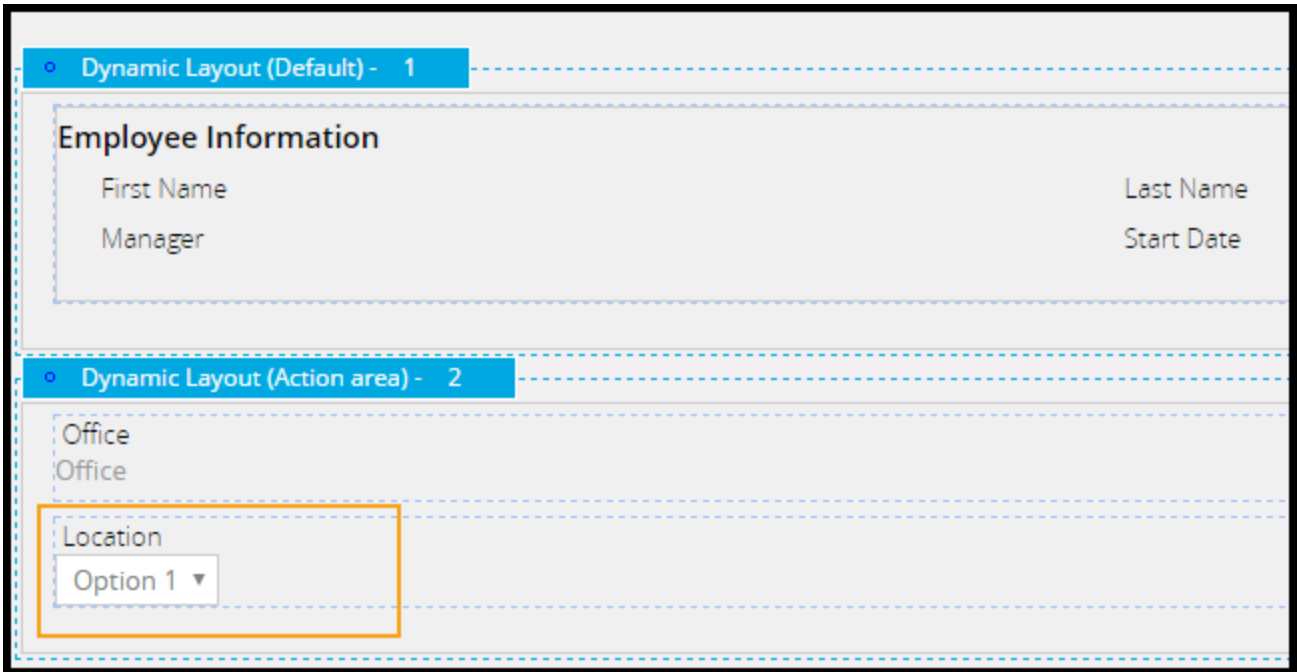 Dynamic Layout (Default) - 1
Employee Information
First Name Last Name
Manager Start Date
Dynamic Layout (Action area) - 2
Office
Office
Location
Option 1